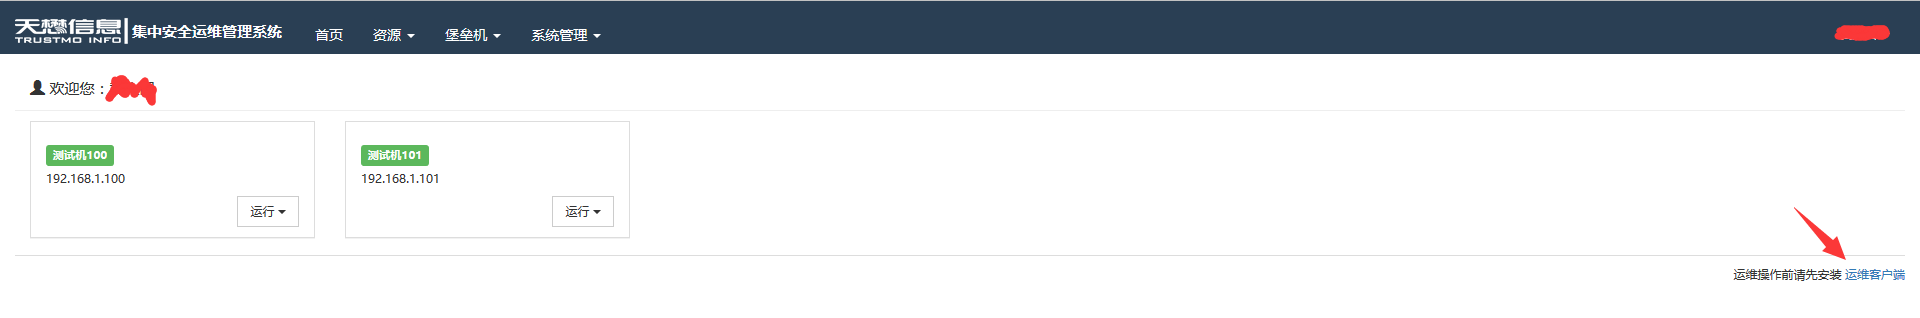 天懋信息
TRUSTMO INFO
集中安全运维管理系统
首页 资源 堡垒机 系统管理
欢迎您：
测试机100
192.168.1.100
运行
测试机101
192.168.1.101
运行
运维操作前请先安装 运维客户端